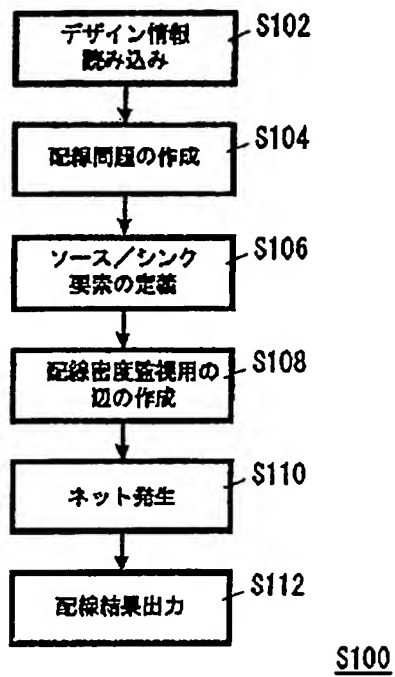 デザイン情報
読み込み
S102
配線問題の作成
S104
ソース／シンク
要素の定義
S106
配線密度監視用の
辺の作成
S108
ネット発生
S110
配線結果出力
S112
S100